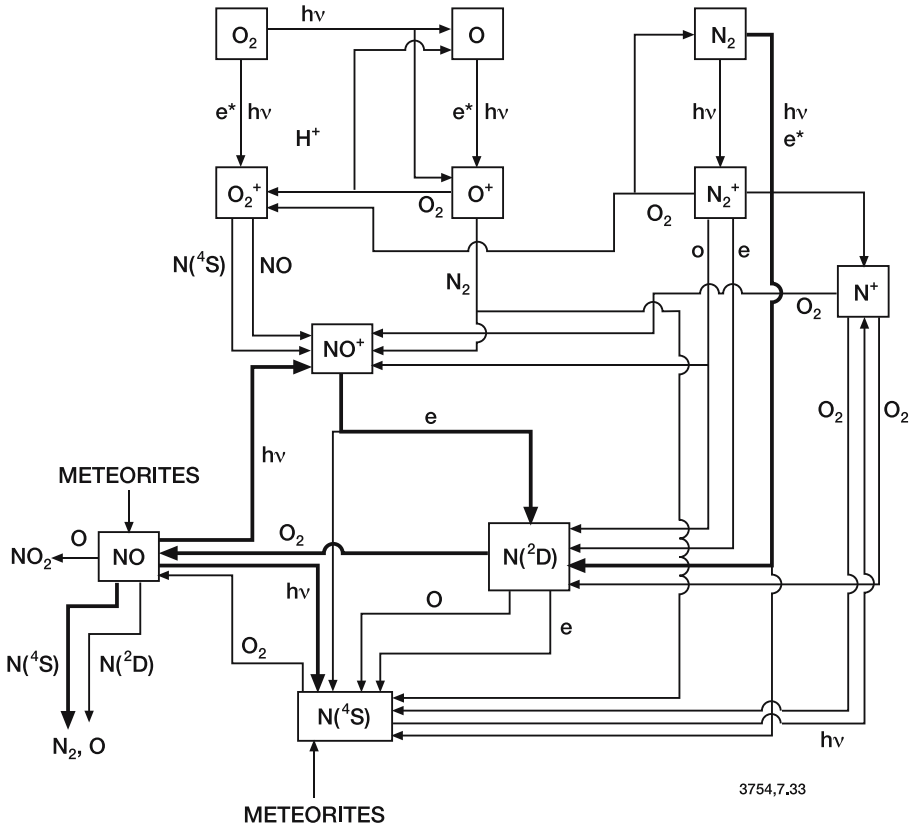 hν
O₂
O
N₂
e* hν
e* hν
hν
hν
e*
H⁺
O₂⁺
O⁺
N₂⁺
O₂
O₂
N(⁴S)
NO
N₂
o
e
N⁺
O₂
NO⁺
O₂
O₂
e
hν
METEORITES
O
NO₂
NO
O₂
N(²D)
hν
O
e
N(⁴S)
N(²D)
O₂
N(⁴S)
N₂, O
hν
METEORITES
3754,7.33